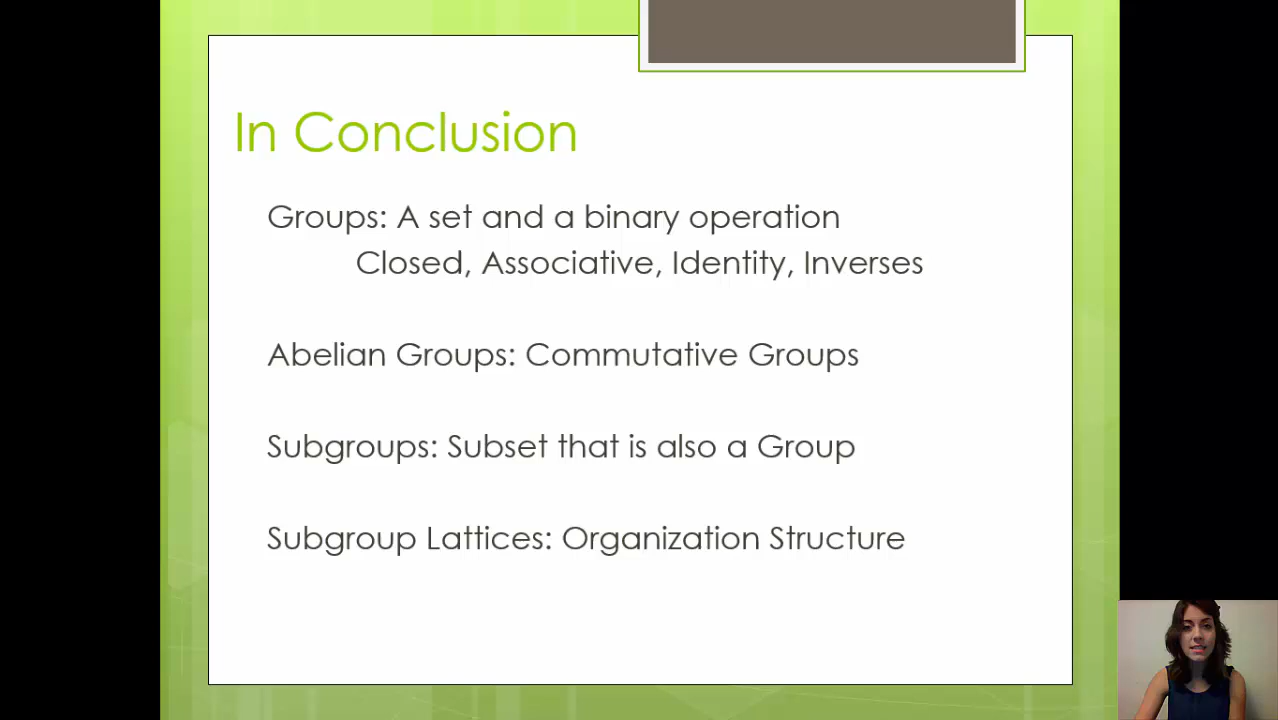 In Conclusion
Groups: A set and a binary operation
Closed, Associative, Identity, Inverses
Abelian Groups: Commutative Groups
Subgroups: Subset that is also a Group
Subgroup Lattices: Organization Structure